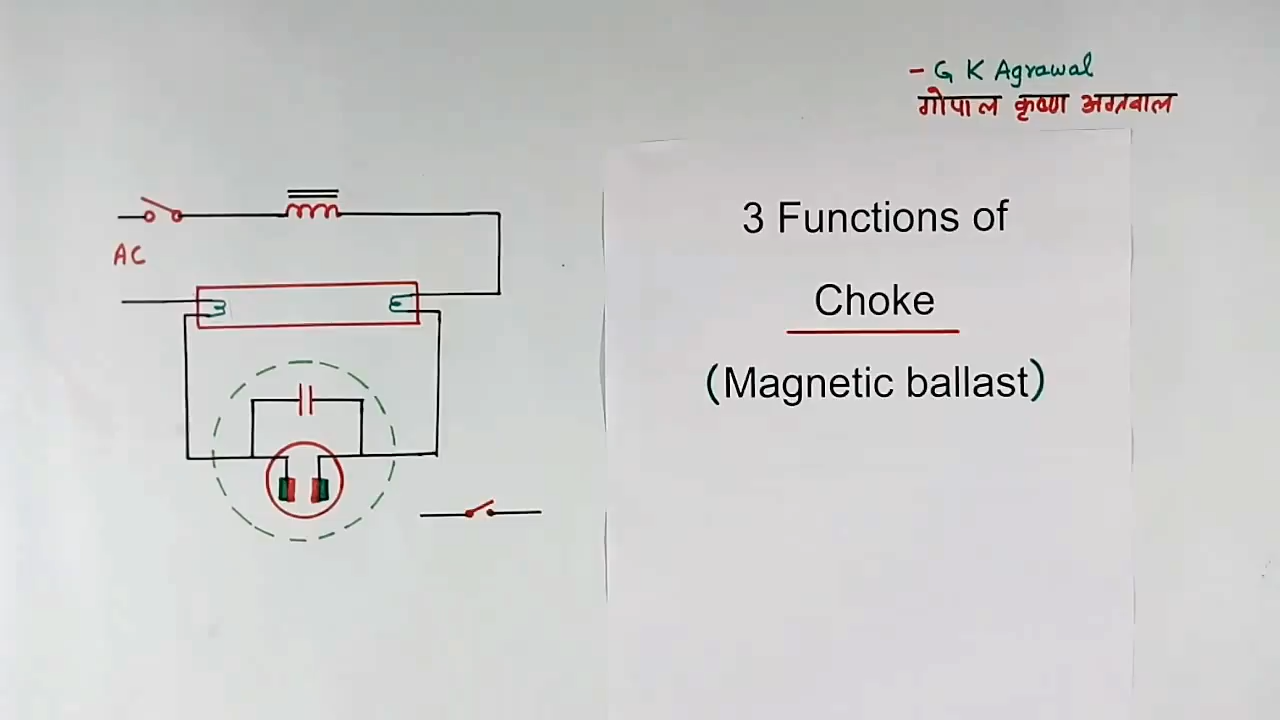 - G K Agrawal
गोपाल कृष्ण अग्रवाल
AC
3 Functions of
Choke
(Magnetic ballast)